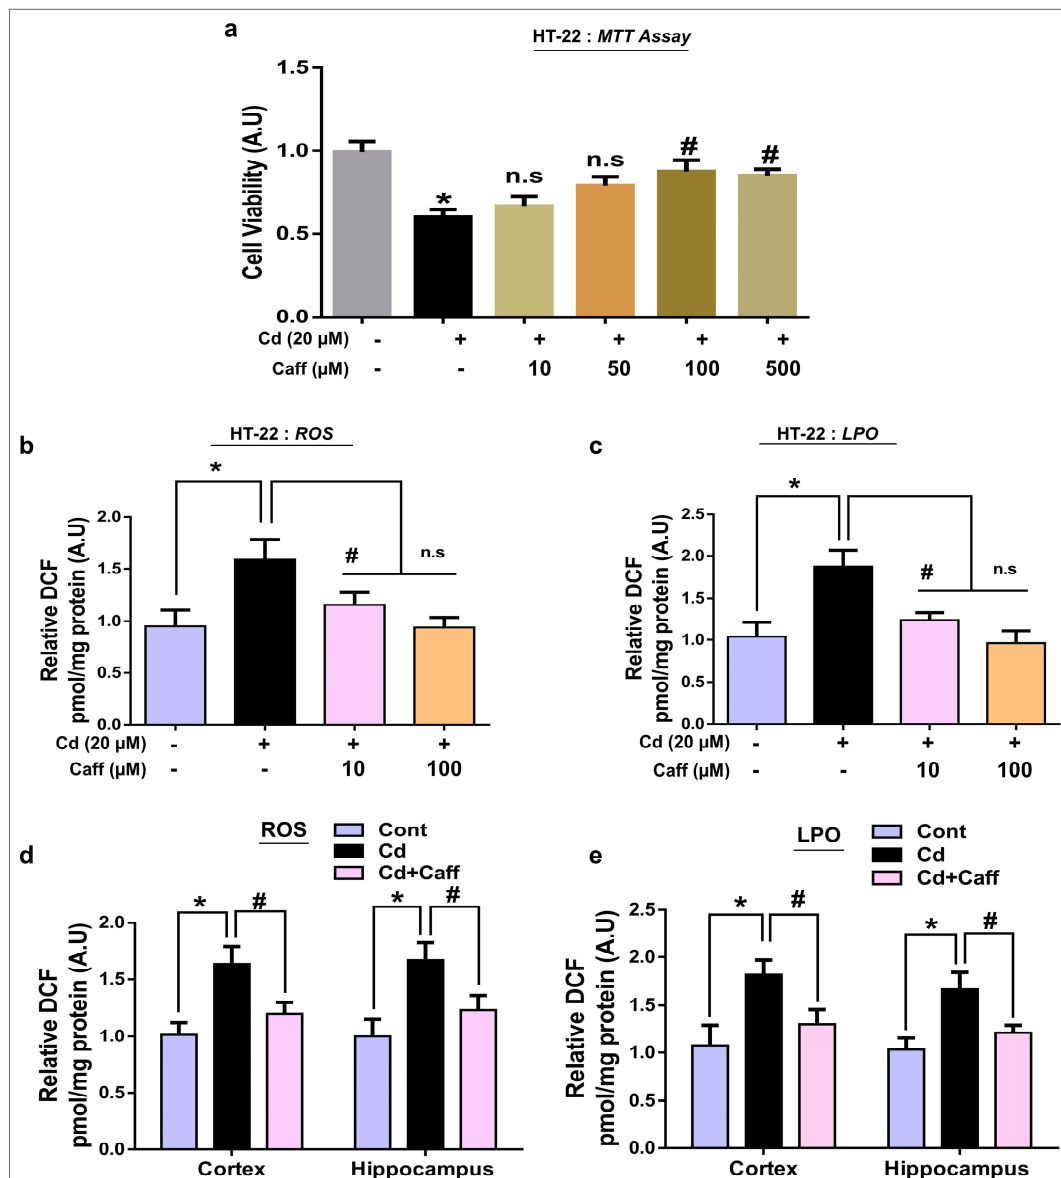 a
HT-22 : MTT Assay
Cell Viability (A.U)
1.5
1.0
0.5
0.0
*
n.s
n.s
#
#
Cd (20 µM) - + + + + +
Caff (µM) - - 10 50 100 500
b
HT-22 : ROS
Relative DCF
pmol/mg protein (A.U)
2.0
1.5
1.0
0.5
0.0
*
#
n.s
Cd (20 µM) - + + +
Caff (µM) - - 10 100
c
HT-22 : LPO
Relative DCF
pmol/mg protein (A.U)
2.5
2.0
1.5
1.0
0.5
0.0
*
#
n.s
Cd (20 µM) - + + +
Caff (µM) - - 10 100
d
ROS
Cont
Cd
Cd+Caff
Relative DCF
pmol/mg protein (A.U)
2.0
1.5
1.0
0.5
0.0
* # * #
Cortex Hippocampus
e
LPO
Cont
Cd
Cd+Caff
Relative DCF
pmol/mg protein (A.U)
2.5
2.0
1.5
1.0
0.5
0.0
* # * #
Cortex Hippocampus